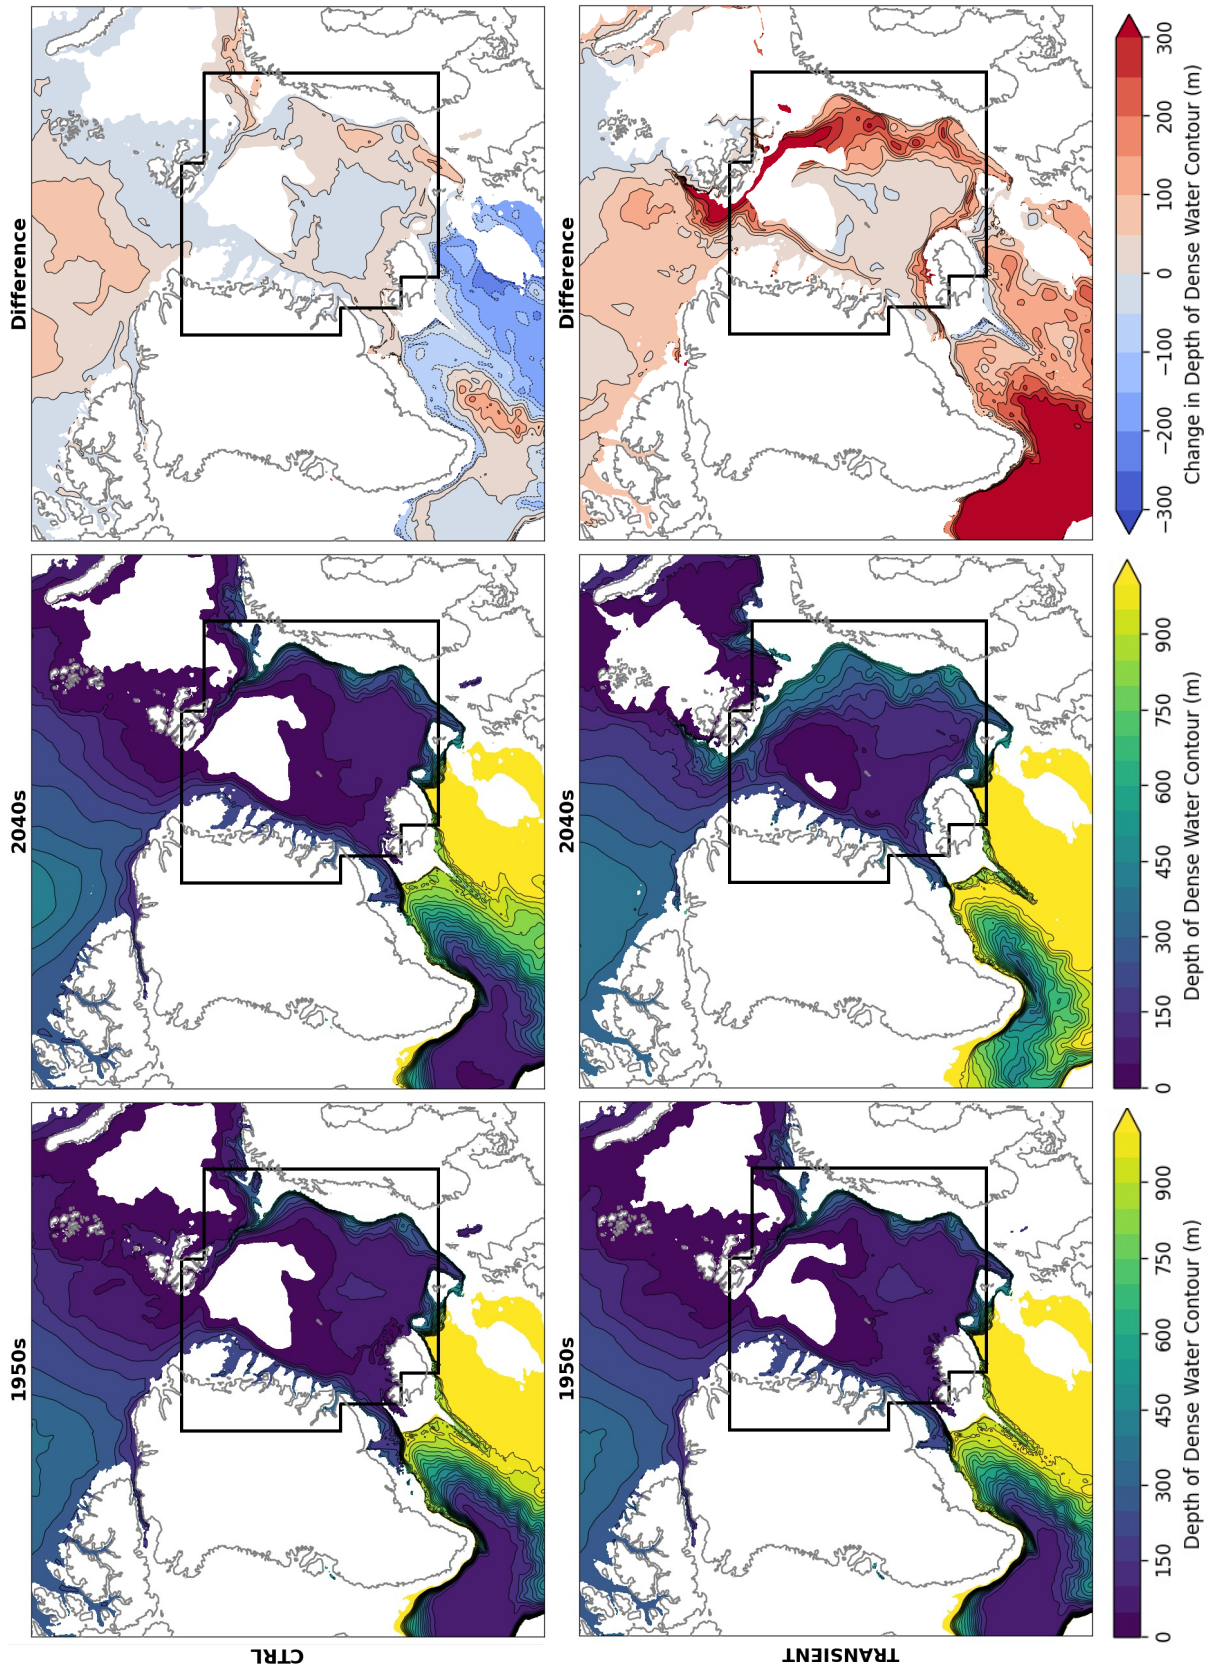 1950s
2040s
Difference
CTRL
1950s
2040s
Difference
TRANSIENT
0 150 300 450 600 750 900
Depth of Dense Water Contour (m)
0 150 300 450 600 750 900
Depth of Dense Water Contour (m)
−300 −200 −100 0 100 200 300
Change in Depth of Dense Water Contour (m)